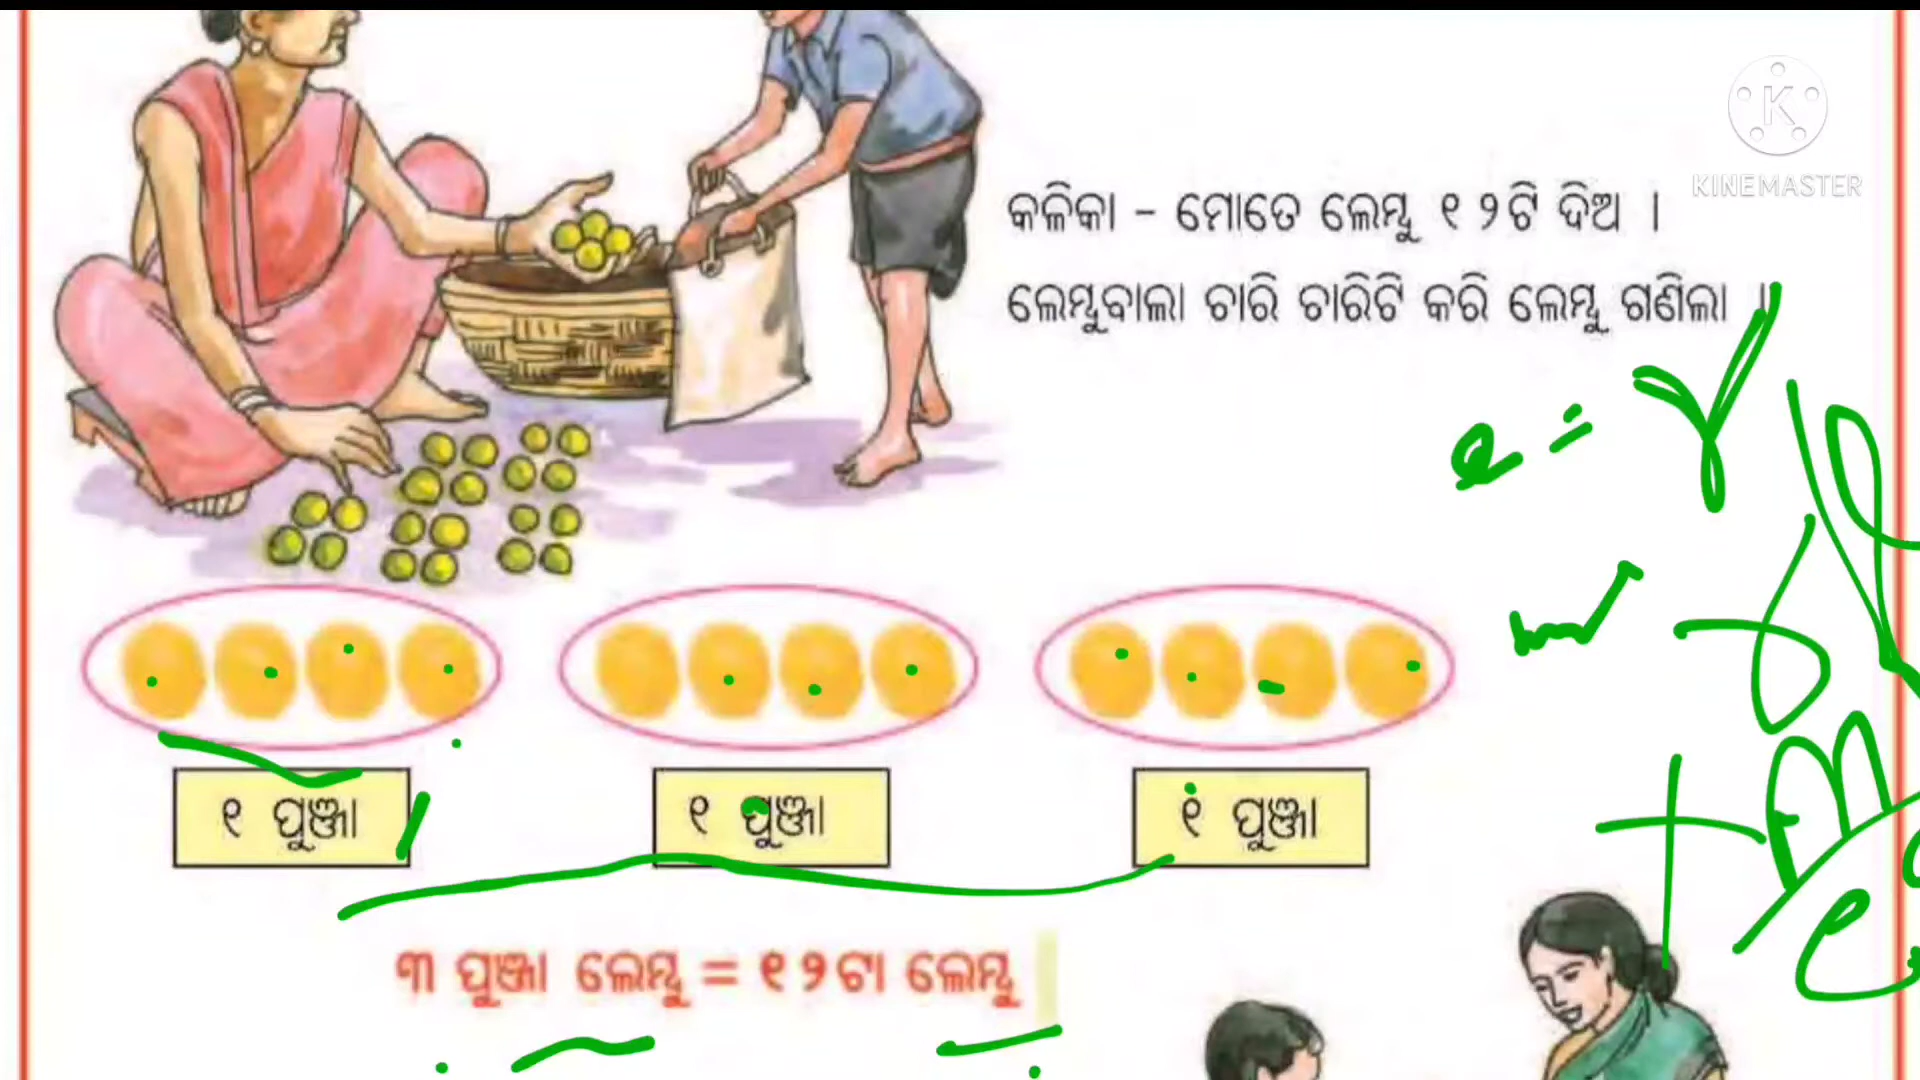 KINEMASTER
କଳିକା – ମୋତେ ଲେମ୍ବୁ ୧୨ଟି ଦିଅ ।
ଲେମ୍ବୁବାଲା ଚାରି ଚାରିଟି କରି ଲେମ୍ବୁ ଗଣିଲା ।
୧ ପୁଞ୍ଜା
୧ ପୁଞ୍ଜା
୧ ପୁଞ୍ଜା
୩ ପୁଞ୍ଜା ଲେମ୍ବୁ = ୧୨ଟା ଲେମ୍ବୁ